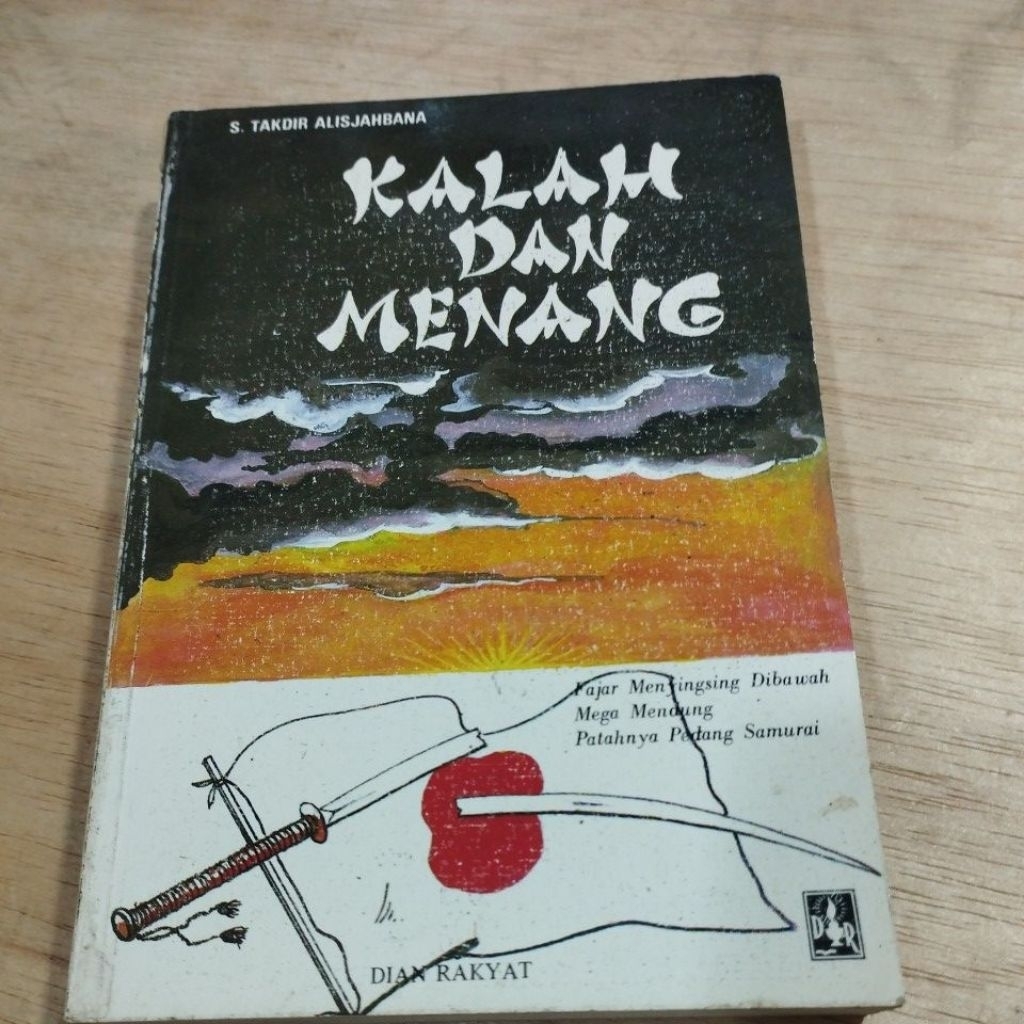 S. TAKDIR ALISJAHBANA
KALAH
DAN
MENANG
Fajar Menyingsing Dibawah
Mega Mendung
Patahnya Pedang Samurai
DIAN RAKYAT
D R